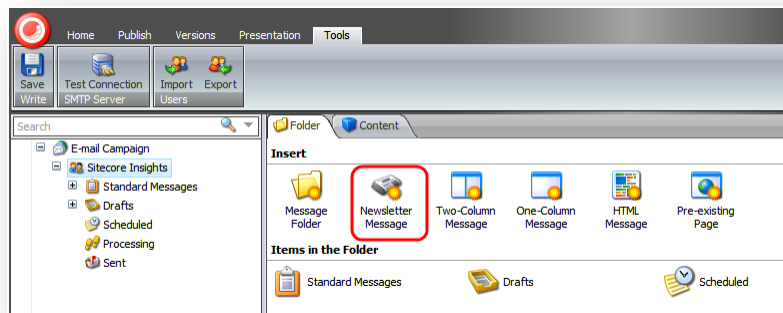 Home Publish Versions Presentation Tools
Save Test Connection Import Export
Write SMTP Server Users
Search
Folder Content
E-mail Campaign
Sitecore Insights
Standard Messages
Drafts
Scheduled
Processing
Sent
Insert
Message Newsletter Two-Column One-Column HTML Pre-existing
Folder Message Message Message Message Page
Items in the Folder
Standard Messages Drafts Scheduled